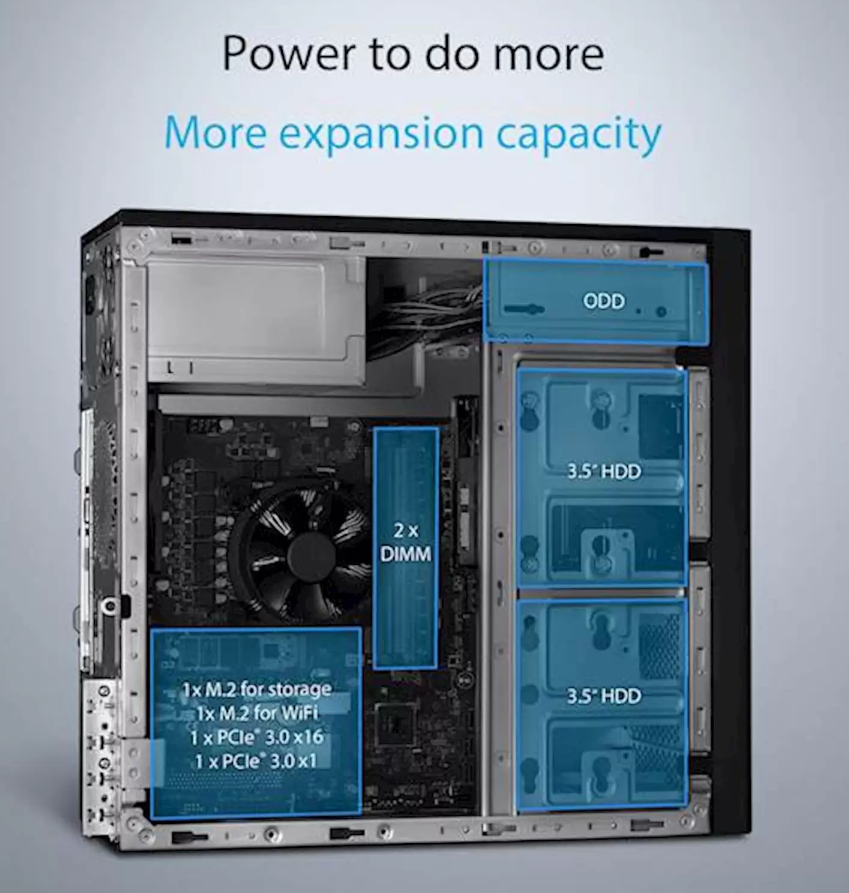 Power to do more
More expansion capacity
ODD
3.5" HDD
2 x
DIMM
3.5" HDD
1x M.2 for storage
1x M.2 for WiFi
1 x PCIe® 3.0 x16
1 x PCIe® 3.0 x1